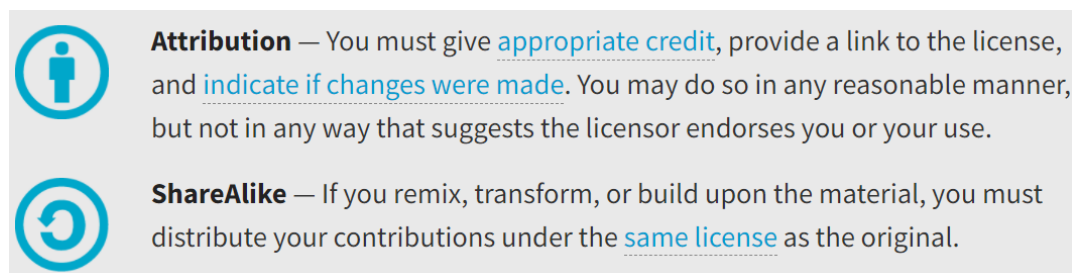 Attribution — You must give appropriate credit, provide a link to the license,
and indicate if changes were made. You may do so in any reasonable manner,
but not in any way that suggests the licensor endorses you or your use.
ShareAlike — If you remix, transform, or build upon the material, you must
distribute your contributions under the same license as the original.